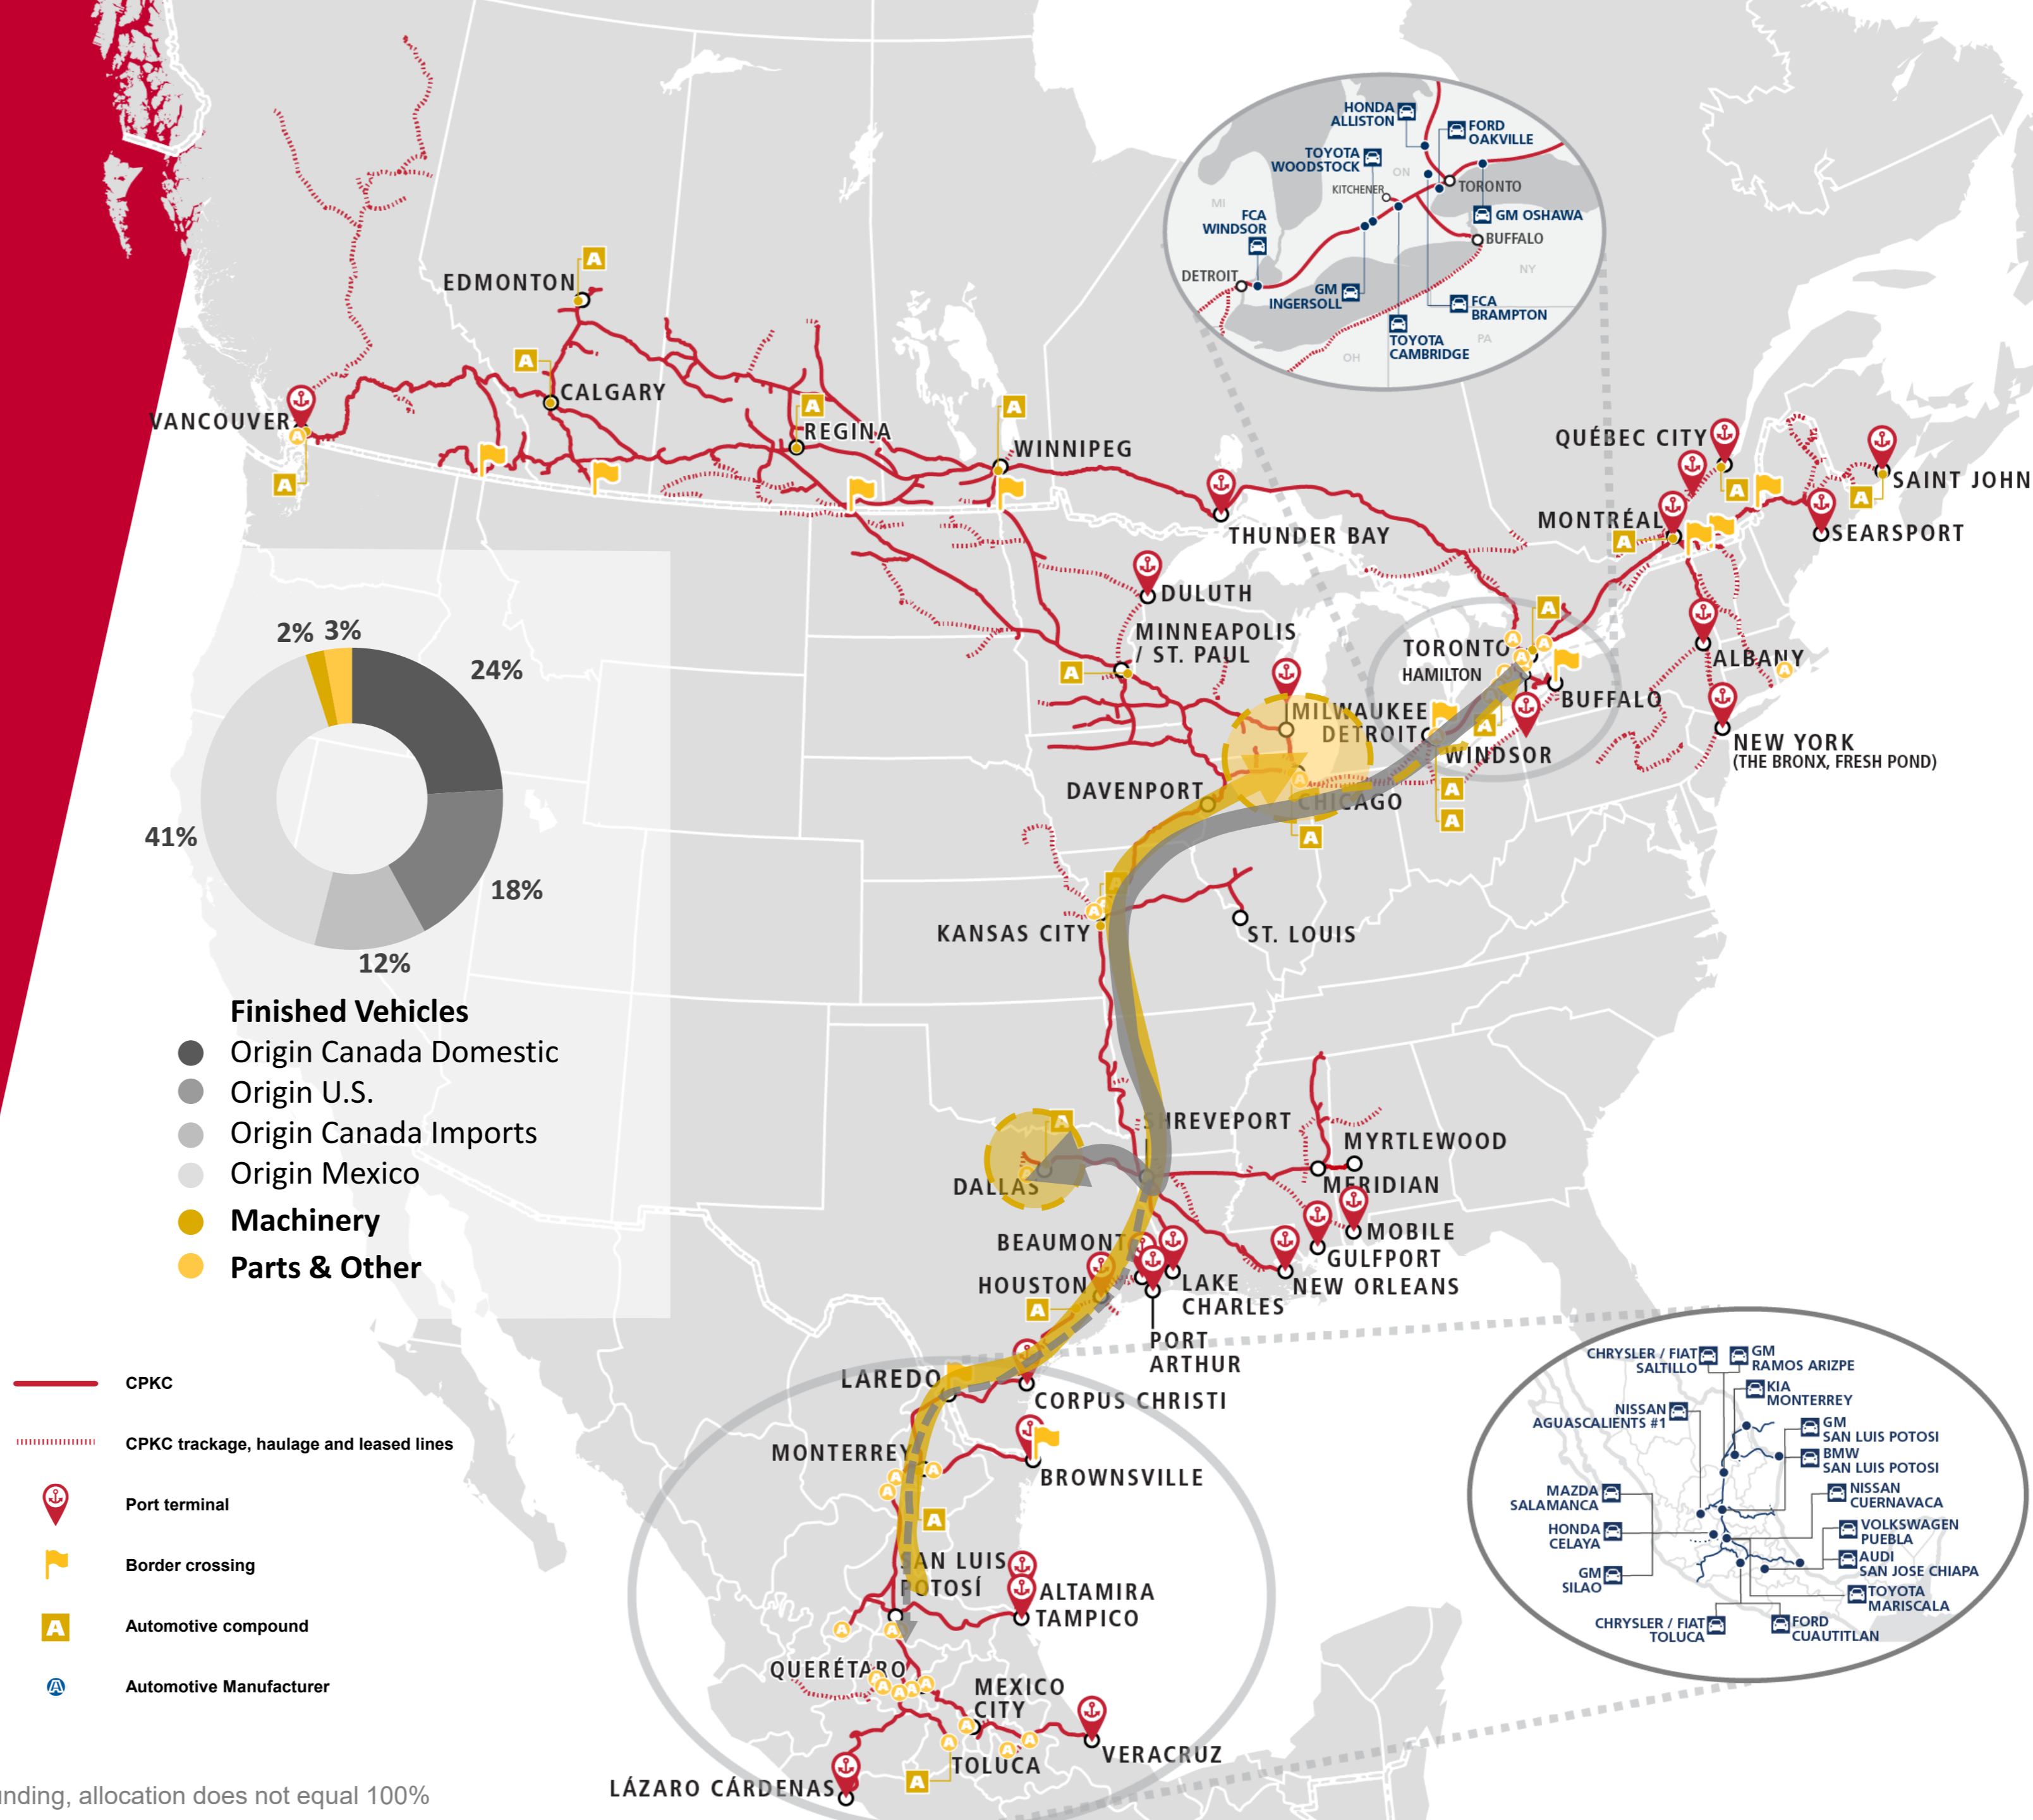 HONDA
ALLISTON
FORD
OAKVILLE
TOYOTA
WOODSTOCK
ON
KITCHENER
TORONTO
MI
FCA
WINDSOR
GM OSHAWA
BUFFALO
DETROIT
NY
GM
INGERSOLL
FCA
BRAMPTON
TOYOTA
CAMBRIDGE
PA
OH
A
EDMONTON
A
CALGARY
VANCOUVER
A
A
A
REGINA
A
WINNIPEG
THUNDER BAY
QUÉBEC CITY
A
SAINT JOHN
A
MONTRÉAL
A
SEARSPORT
DULUTH
MINNEAPOLIS
/ ST. PAUL
A
A
TORONTO
HAMILTON
A
A
A
A
A
ALBANY
A
BUFFALO
MILWAUKEE
DETROIT
A
WINDSOR
NEW YORK
(THE BRONX, FRESH POND)
DAVENPORT
A
CHICAGO
A
A
A
A
A
A
KANSAS CITY
ST. LOUIS
2%
3%
24%
41%
18%
12%
Finished Vehicles
Origin Canada Domestic
Origin U.S.
Origin Canada Imports
Origin Mexico
Machinery
Parts & Other
A
SHREVEPORT
MYRTLEWOOD
DALLAS
MERIDIAN
MOBILE
BEAUMONT
GULFPORT
HOUSTON
LAKE
CHARLES
NEW ORLEANS
A
PORT
ARTHUR
LAREDO
CORPUS CHRISTI
MONTERREY
A
A
A
BROWNSVILLE
A
SAN LUIS
POTOSÍ
ALTAMIRA
TAMPICO
A
A
QUERÉTARO
A
A
A
A
A
MEXICO
CITY
A
A
A
A
TOLUCA
VERACRUZ
A
LÁZARO CÁRDENAS
CPKC
CPKC trackage, haulage and leased lines
Port terminal
Border crossing
A
Automotive compound
A
Automotive Manufacturer
CHRYSLER / FIAT
SALTILLO
GM
RAMOS ARIZPE
KIA
MONTERREY
NISSAN
AGUASCALIENTS #1
GM
SAN LUIS POTOSI
BMW
SAN LUIS POTOSI
MAZDA
SALAMANCA
NISSAN
CUERNAVACA
HONDA
CELAYA
VOLKSWAGEN
PUEBLA
AUDI
SAN JOSE CHIAPA
GM
SILAO
TOYOTA
MARISCALA
CHRYSLER / FIAT
TOLUCA
FORD
CUAUTITLAN
unding, allocation does not equal 100%